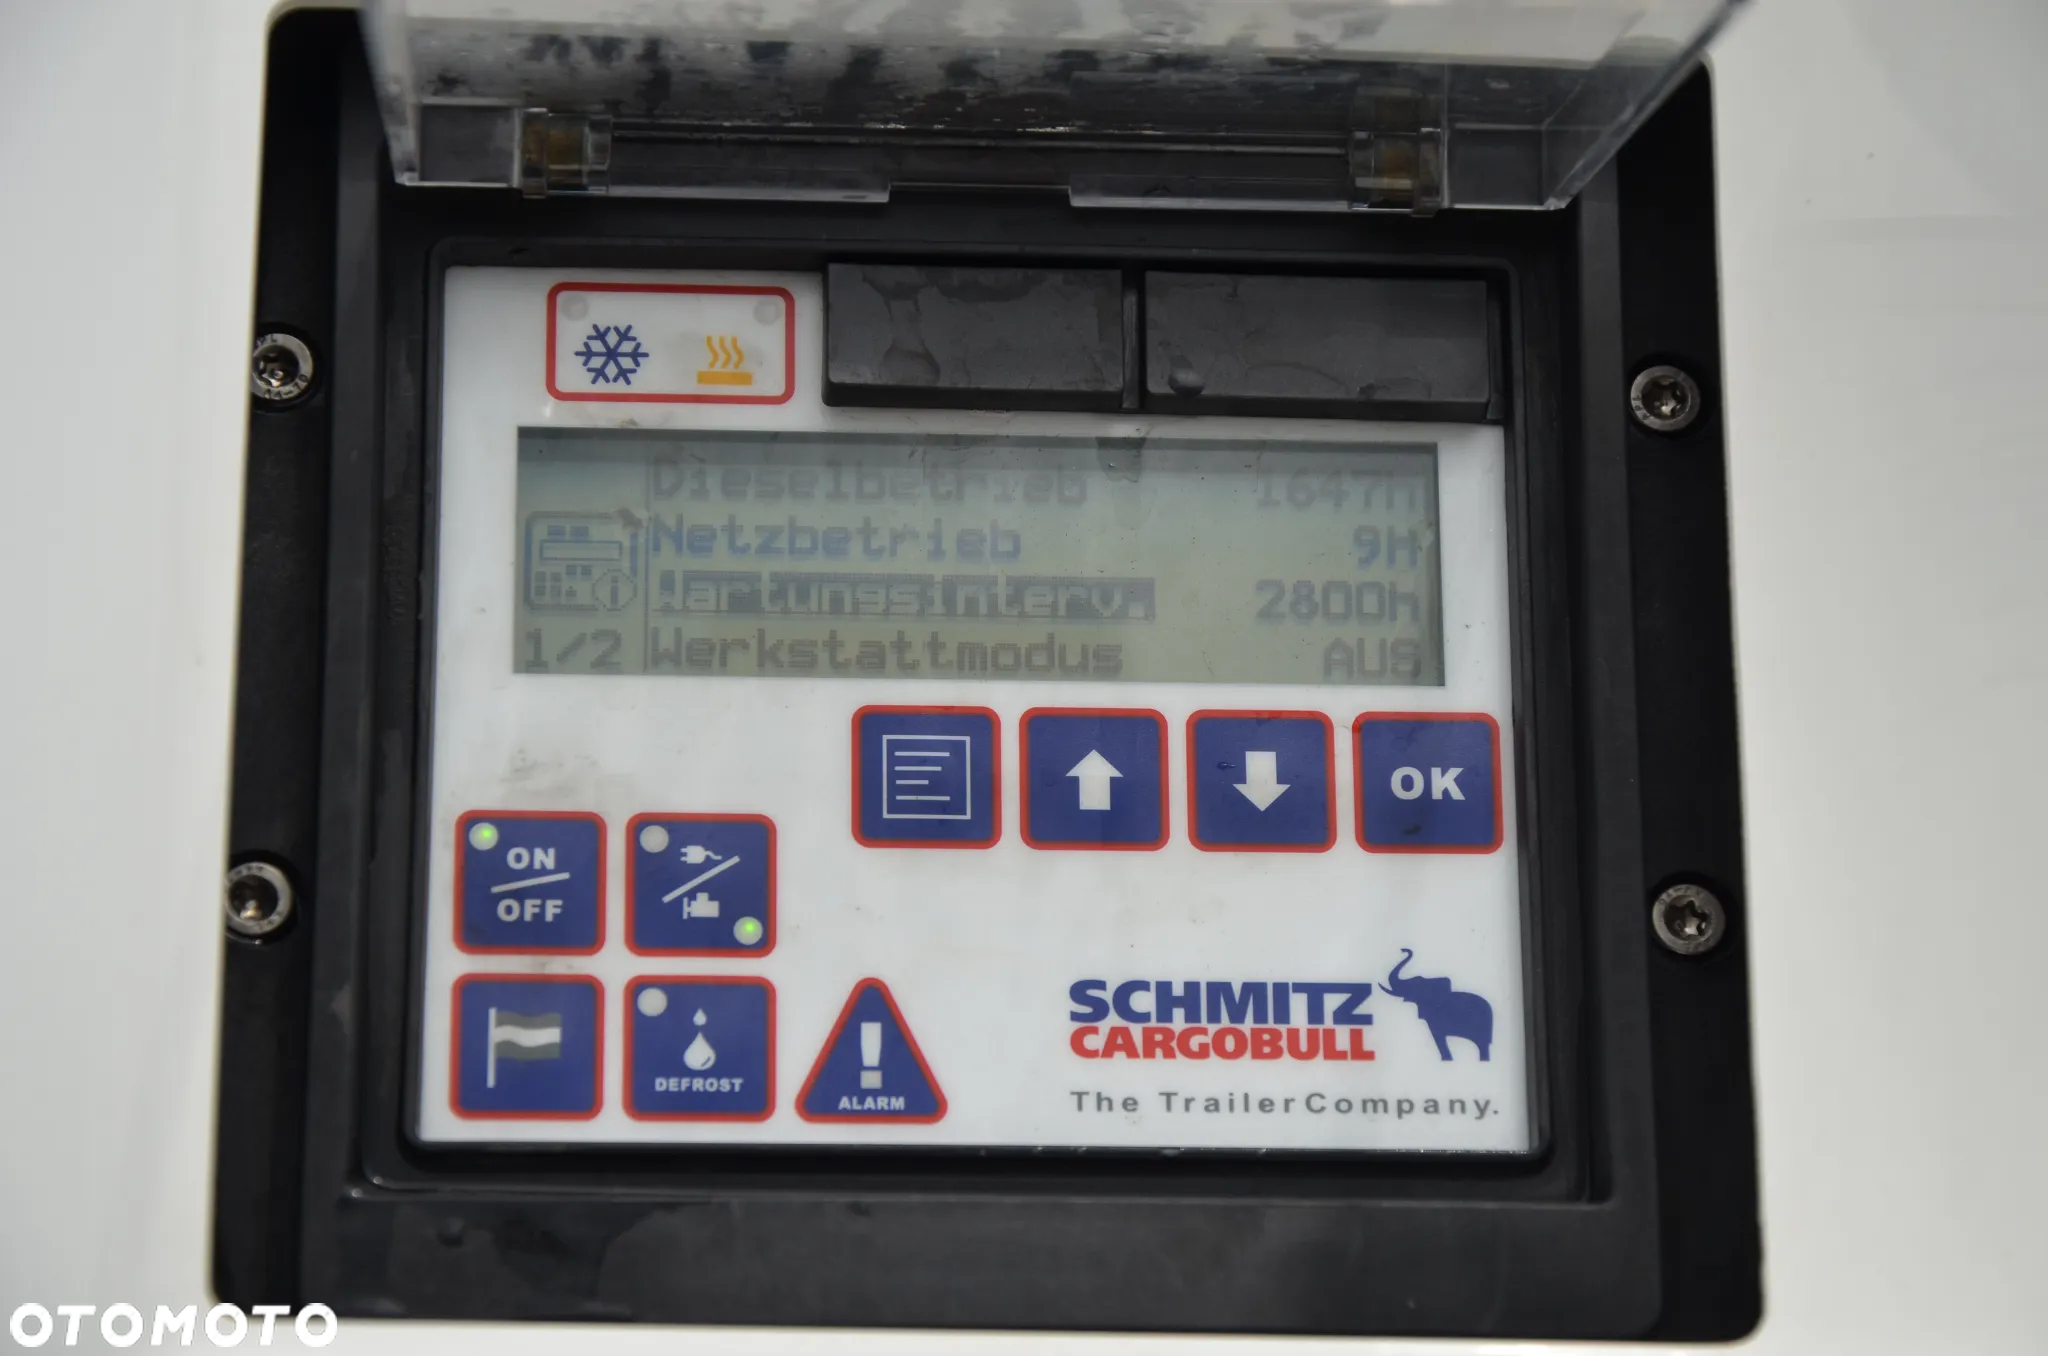 Dieselbetrieb 1647h
Netzbetrieb 9H
Wartungsinterv. 2800h
1/2 Werkstattmodus AUS
OK
ON
OFF
DEFROST
ALARM
SCHMITZ
CARGOBULL
The TrailerCompany.
OTOMOTO